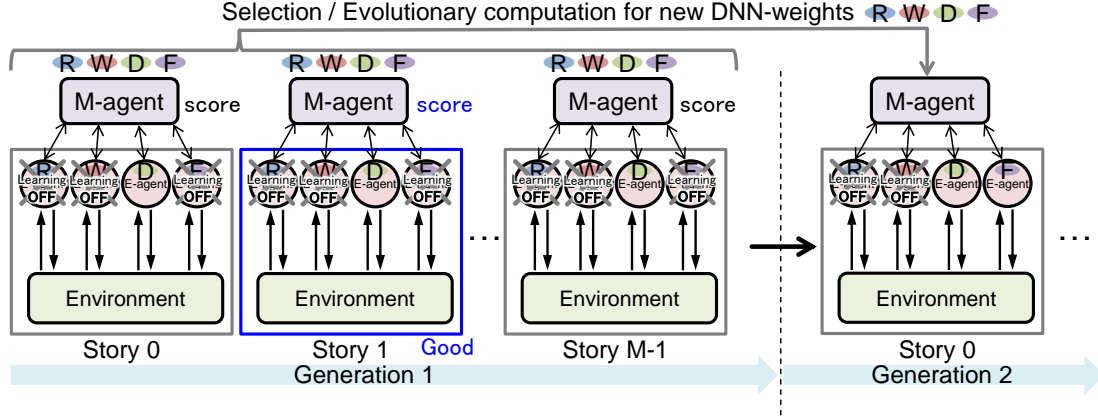 Selection / Evolutionary computation for new DNN-weights R W D F
R W D F
R W D F
R W D F
M-agent
score
M-agent
score
M-agent
score
M-agent
R W D F
Learning OFF
Learning OFF
E-agent
Learning OFF
R W D F
Learning OFF
Learning OFF
E-agent
Learning OFF
R W D F
Learning OFF
Learning OFF
E-agent
Learning OFF
R W D F
Learning OFF
Learning OFF
E-agent
E-agent
...
...
Environment
Environment
Environment
Environment
Story 0
Story 1
Good
Story M-1
Story 0
Generation 1
Generation 2